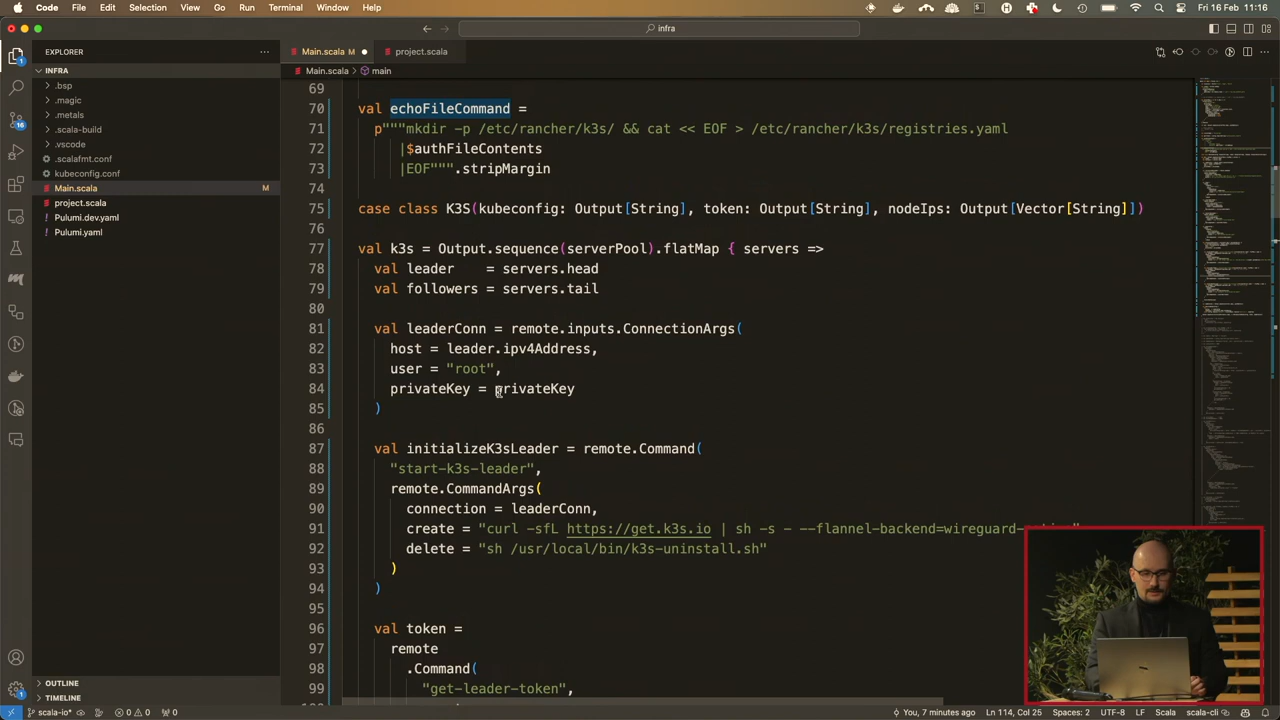 Code File Edit Selection View Go Run Terminal Window Help Fri 16 Feb 11:16
infra
EXPLORER
Main.scala M
project.scala
INFRA
Main.scala > main
.bsp
.magic
.metals
.scala-build
.vscode
.scalafmt.conf
kubeconfig.conf
Main.scala M
project.scala
Pulumi.dev.yaml
Pulumi.yaml
69
70 val echoFileCommand =
71 p"""mkdir -p /etc/rancher/k3s/ && cat << EOF > /etc/rancher/k3s/registries.yaml
72 $authFileContents
73 EOF""".stripMargin
74
75 case class K3S(kubeconfig: Output[String], token: Output[String], nodeIps: Output[Vector[String]])
76
77 val k3s = Output.sequence(serverPool).flatMap { servers =>
78 val leader = servers.head
79 val followers = servers.tail
80
81 val leaderConn = remote.inputs.ConnectionArgs(
82 host = leader.ipv4Address,
83 user = "root",
84 privateKey = privateKey
85 )
86
87 val initializeK3sLeader = remote.Command(
88 "start-k3s-leader",
89 remote.CommandArgs(
90 connection = leaderConn,
91 create = "curl -sfL https://get.k3s.io | sh -s - --flannel-backend=wireguard-native"
92 delete = "sh /usr/local/bin/k3s-uninstall.sh"
93 )
94 )
95
96 val token =
97 remote
98 .Command(
99 "get-leader-token",
OUTLINE
TIMELINE
scala-io* 0 0 0 You, 7 minutes ago Ln 114, Col 25 Spaces: 2 UTF-8 LF Scala scala-cli